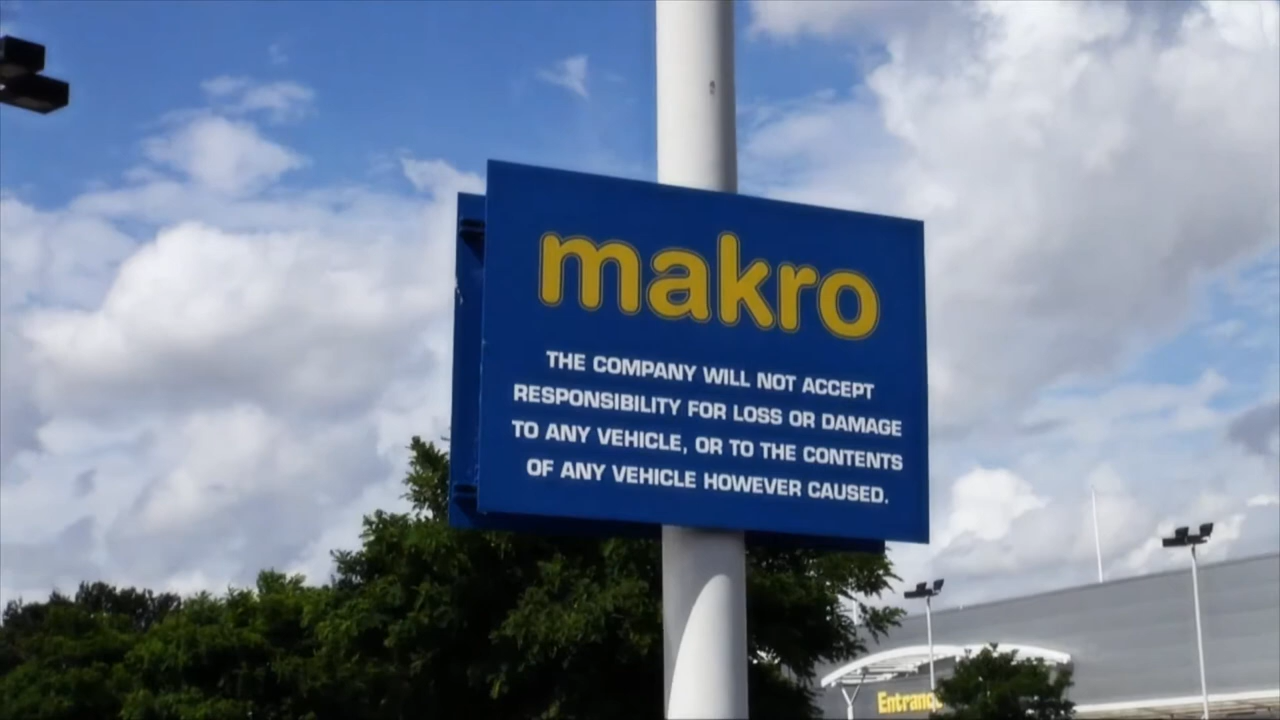 makro
THE COMPANY WILL NOT ACCEPT
RESPONSIBILITY FOR LOSS OR DAMAGE
TO ANY VEHICLE, OR TO THE CONTENTS
OF ANY VEHICLE HOWEVER CAUSED.
Entrance